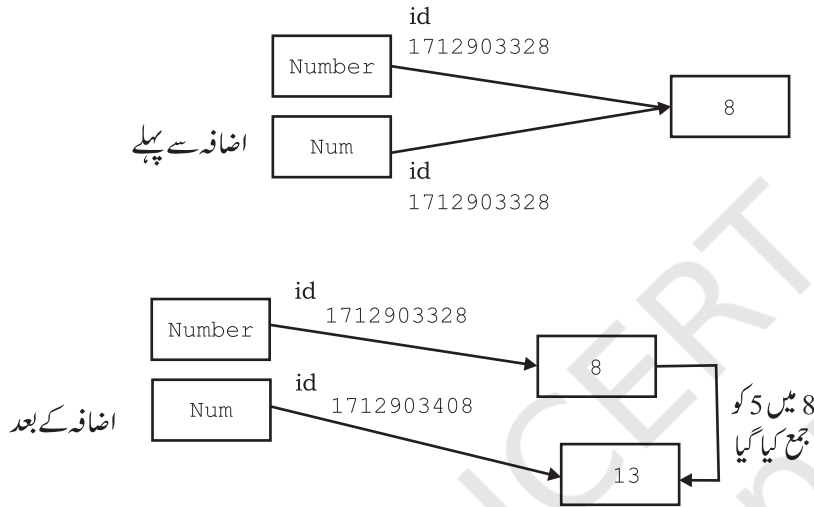 id
1712903328
Number
8
اضافہ سے پہلے
Num
id
1712903328
id
1712903328
Number
8
id
1712903408
Num
اضافہ کے بعد
8 میں 5 کو
جمع کیا گیا
13
NCERT